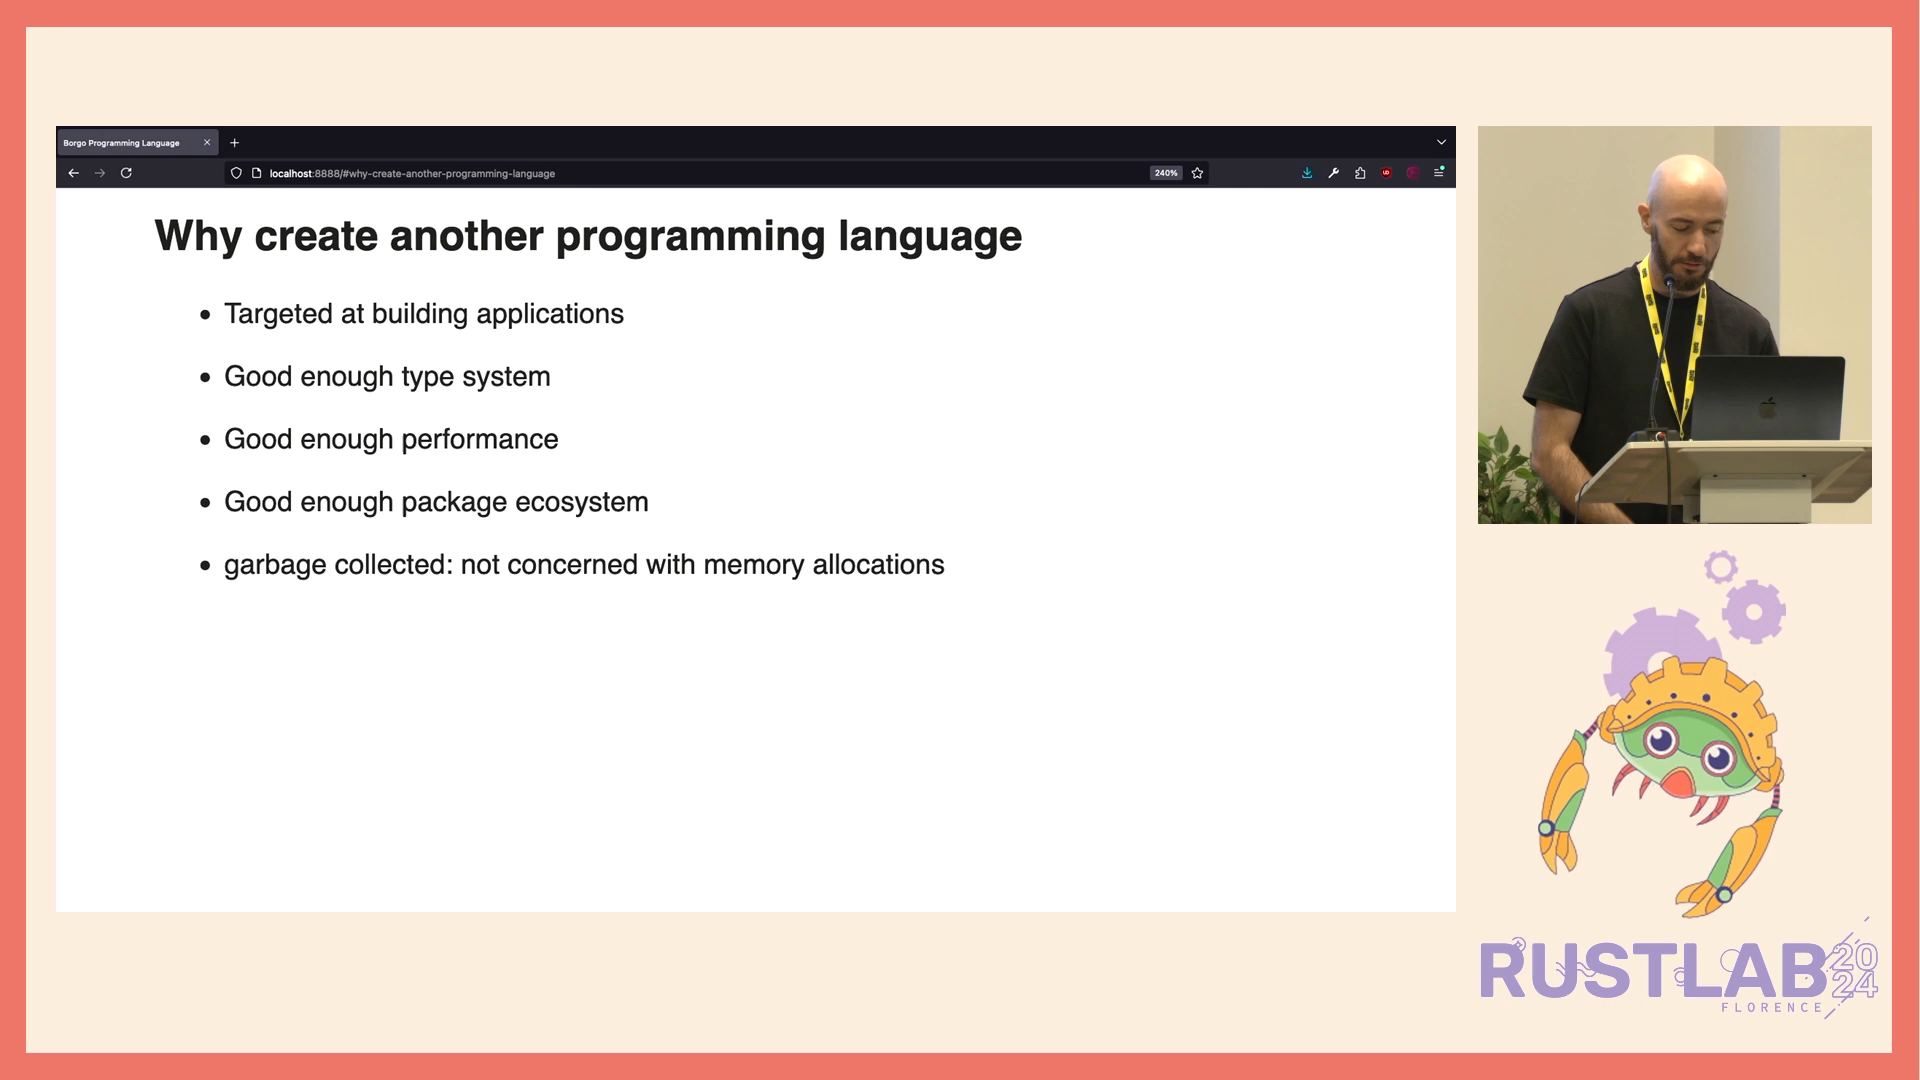 Borgo Programming Language
localhost:8888/#why-create-another-programming-language
240%
Why create another programming language
• Targeted at building applications
• Good enough type system
• Good enough performance
• Good enough package ecosystem
• garbage collected: not concerned with memory allocations
RUSTLAB 2024
FLORENCE